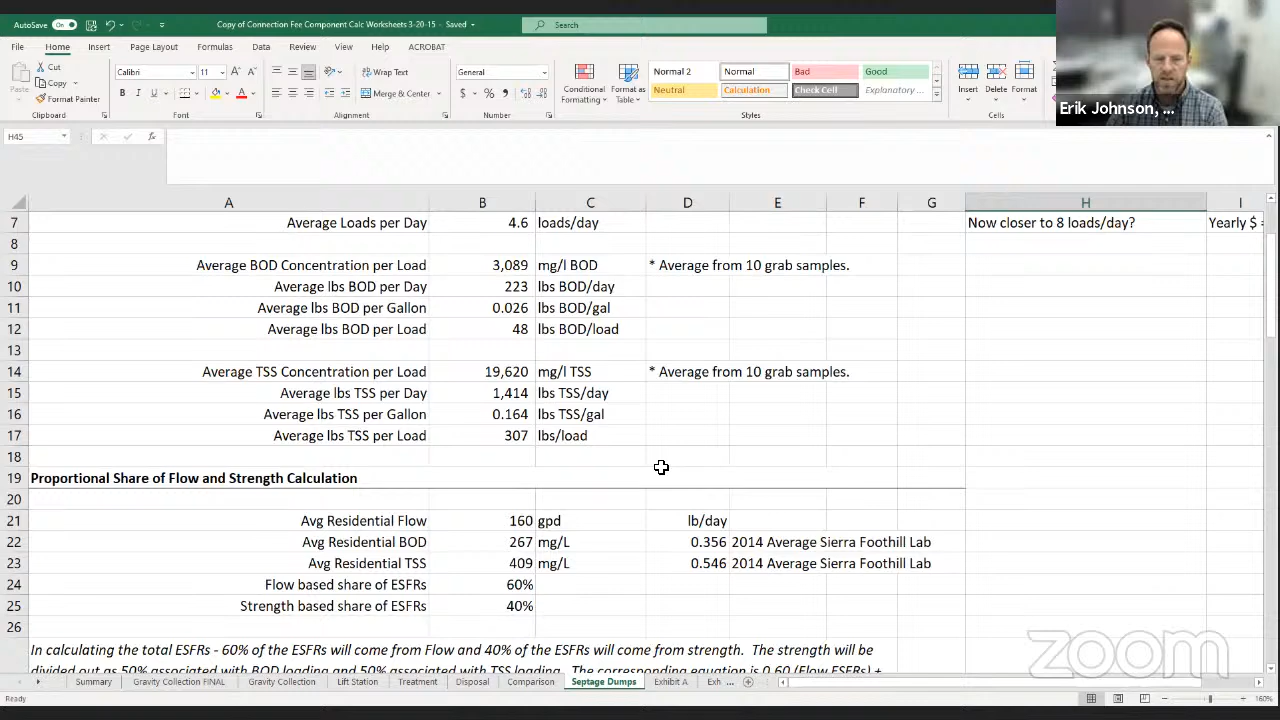 AutoSave On Copy of Connection Fee Component Calc Worksheets 3-20-15 - Saved Search
File Home Insert Page Layout Formulas Data Review View Help ACROBAT
Cut
Copy
Format Painter
Paste
Clipboard
Calibri 11
B I U
Font
Wrap Text
Merge & Center
Alignment
General
$ % ,
Number
Conditional Formatting
Format as Table
Normal 2 Normal Bad Good
Neutral Calculation Check Cell Explanatory ...
Styles
Insert Delete Format
Cells
Erik Johnson, ...
H45 fx
A B C D E F G H I
7 Average Loads per Day 4.6 loads/day Now closer to 8 loads/day? Yearly $ =
8
9 Average BOD Concentration per Load 3,089 mg/l BOD * Average from 10 grab samples.
10 Average lbs BOD per Day 223 lbs BOD/day
11 Average lbs BOD per Gallon 0.026 lbs BOD/gal
12 Average lbs BOD per Load 48 lbs BOD/load
13
14 Average TSS Concentration per Load 19,620 mg/l TSS * Average from 10 grab samples.
15 Average lbs TSS per Day 1,414 lbs TSS/day
16 Average lbs TSS per Gallon 0.164 lbs TSS/gal
17 Average lbs TSS per Load 307 lbs/load
18
19 Proportional Share of Flow and Strength Calculation
20
21 Avg Residential Flow 160 gpd lb/day
22 Avg Residential BOD 267 mg/L 0.356 2014 Average Sierra Foothill Lab
23 Avg Residential TSS 409 mg/L 0.546 2014 Average Sierra Foothill Lab
24 Flow based share of ESFRs 60%
25 Strength based share of ESFRs 40%
26
In calculating the total ESFRs - 60% of the ESFRs will come from Flow and 40% of the ESFRs will come from strength. The strength will be
divided out as 50% associated with BOD loading and 50% associated with TSS loading. The corresponding equation is 0.60 (Flow ESFRs) +
zoom
Summary Gravity Collection FINAL Gravity Collection Lift Station Treatment Disposal Comparison Septage Dumps Exhibit A Exh ...
Ready 160%